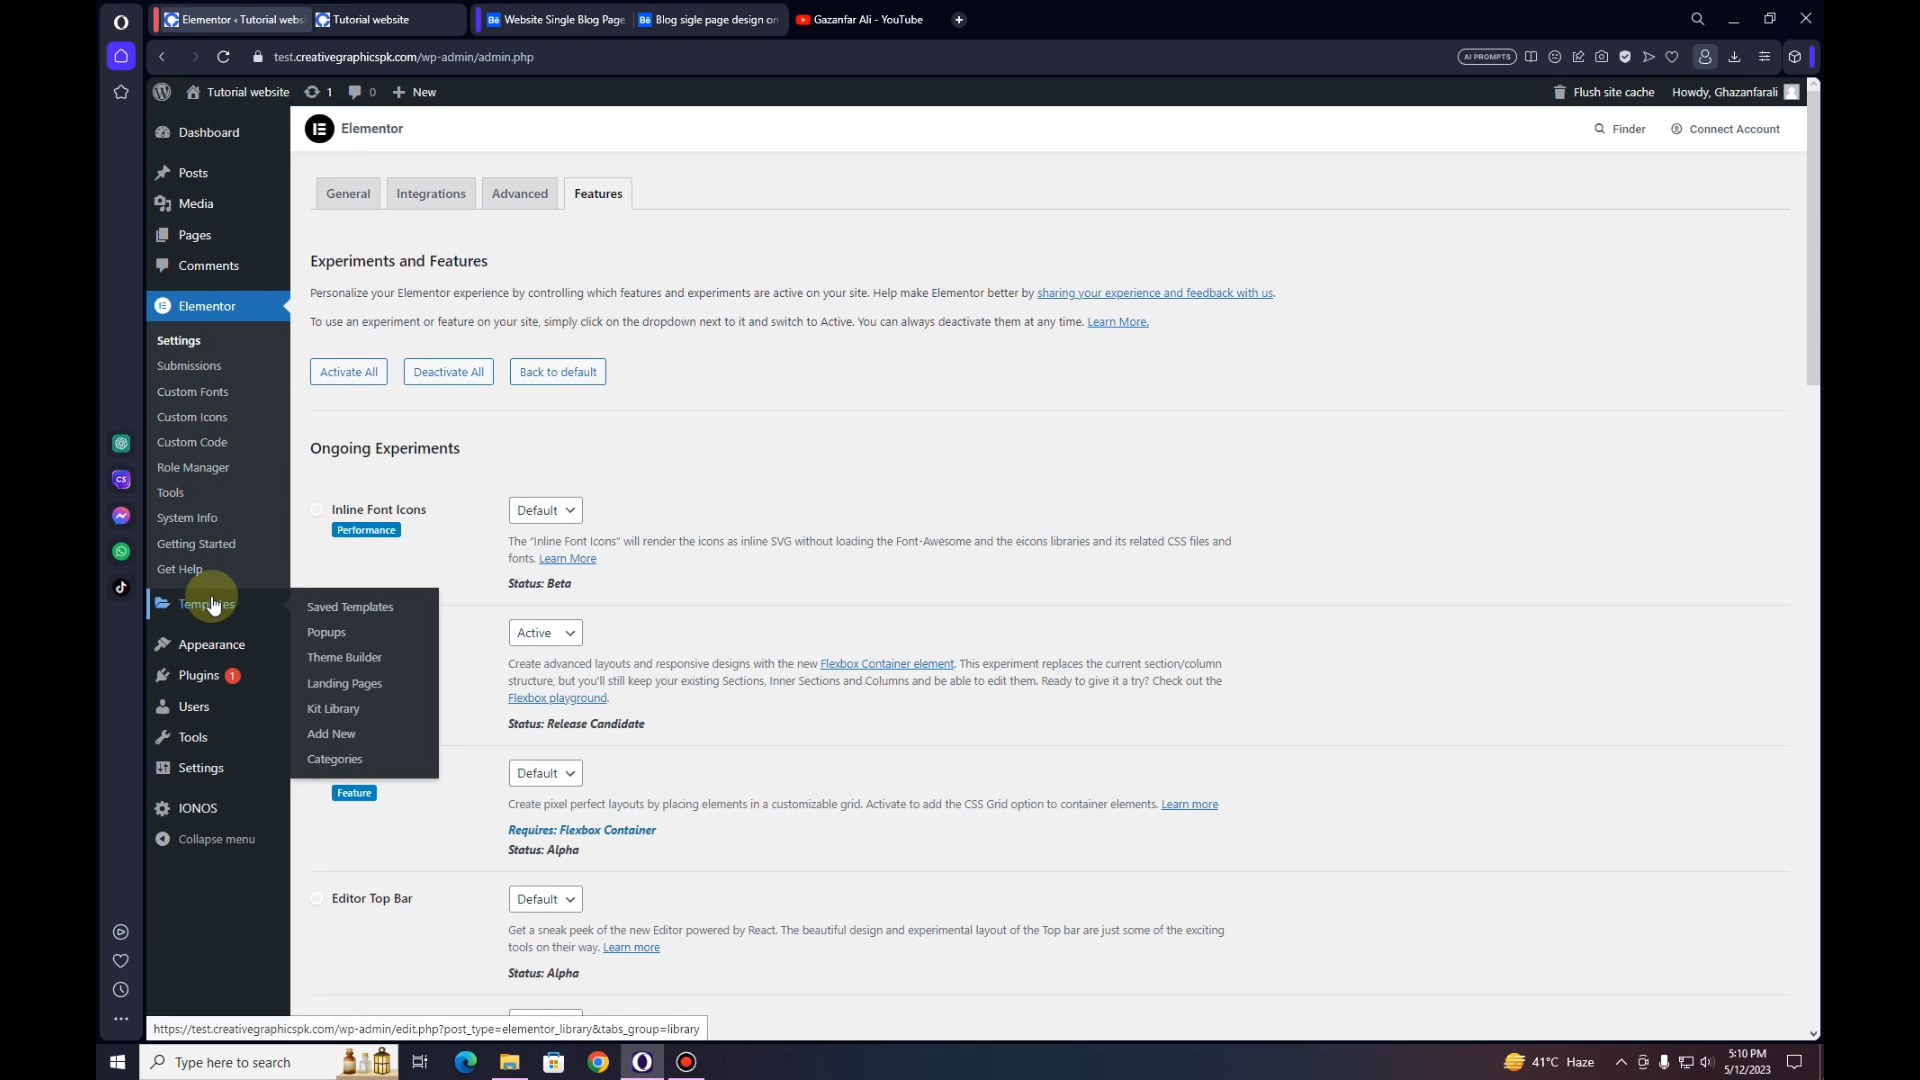 Elementor ‹ Tutorial webs
Tutorial website
Website Single Blog Page
Blog sigle page design on
Gazanfar Ali - YouTube
test.creativegraphicspk.com/wp-admin/admin.php
AI PROMPTS
Tutorial website
1
0
New
Flush site cache
Howdy, Ghazanfarali
Dashboard
Posts
Media
Pages
Comments
Elementor
Settings
Submissions
Custom Fonts
Custom Icons
Custom Code
Role Manager
Tools
System Info
Getting Started
Get Help
Templates
Appearance
Plugins 1
Users
Tools
Settings
IONOS
Collapse menu
Saved Templates
Popups
Theme Builder
Landing Pages
Kit Library
Add New
Categories
Elementor
Finder
Connect Account
General
Integrations
Advanced
Features
Experiments and Features
Personalize your Elementor experience by controlling which features and experiments are active on your site. Help make Elementor better by sharing your experience and feedback with us.
To use an experiment or feature on your site, simply click on the dropdown next to it and switch to Active. You can always deactivate them at any time. Learn More.
Activate All
Deactivate All
Back to default
Ongoing Experiments
Inline Font Icons
Performance
Default
The "Inline Font Icons" will render the icons as inline SVG without loading the Font-Awesome and the eicons libraries and its related CSS files and
fonts. Learn More
Status: Beta
Active
Create advanced layouts and responsive designs with the new Flexbox Container element. This experiment replaces the current section/column
structure, but you'll still keep your existing Sections, Inner Sections and Columns and be able to edit them. Ready to give it a try? Check out the
Flexbox playground.
Status: Release Candidate
Feature
Default
Create pixel perfect layouts by placing elements in a customizable grid. Activate to add the CSS Grid option to container elements. Learn more
Requires: Flexbox Container
Status: Alpha
Editor Top Bar
Default
Get a sneak peek of the new Editor powered by React. The beautiful design and experimental layout of the Top bar are just some of the exciting
tools on their way. Learn more
Status: Alpha
https://test.creativegraphicspk.com/wp-admin/edit.php?post_type=elementor_library&tabs_group=library
Type here to search
41°C Haze
5:10 PM
5/12/2023